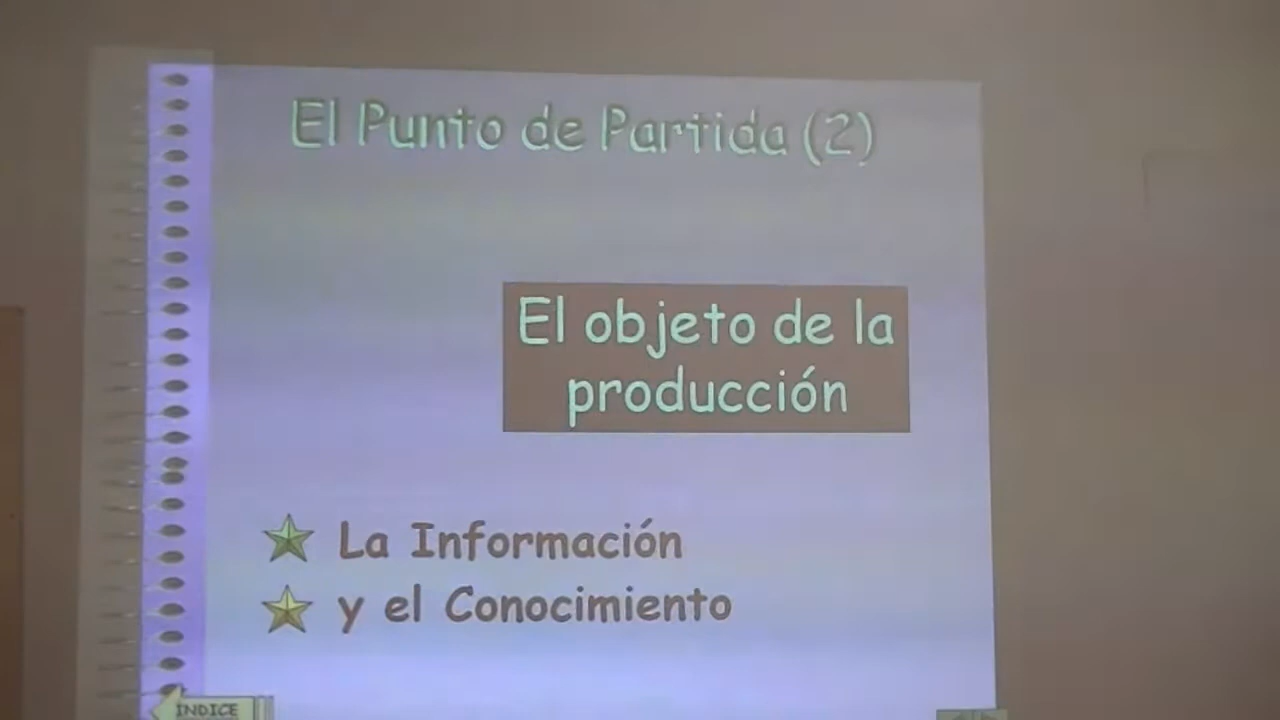 El Punto de Partida (2)
El objeto de la
producción
La Información
y el Conocimiento
INDICE